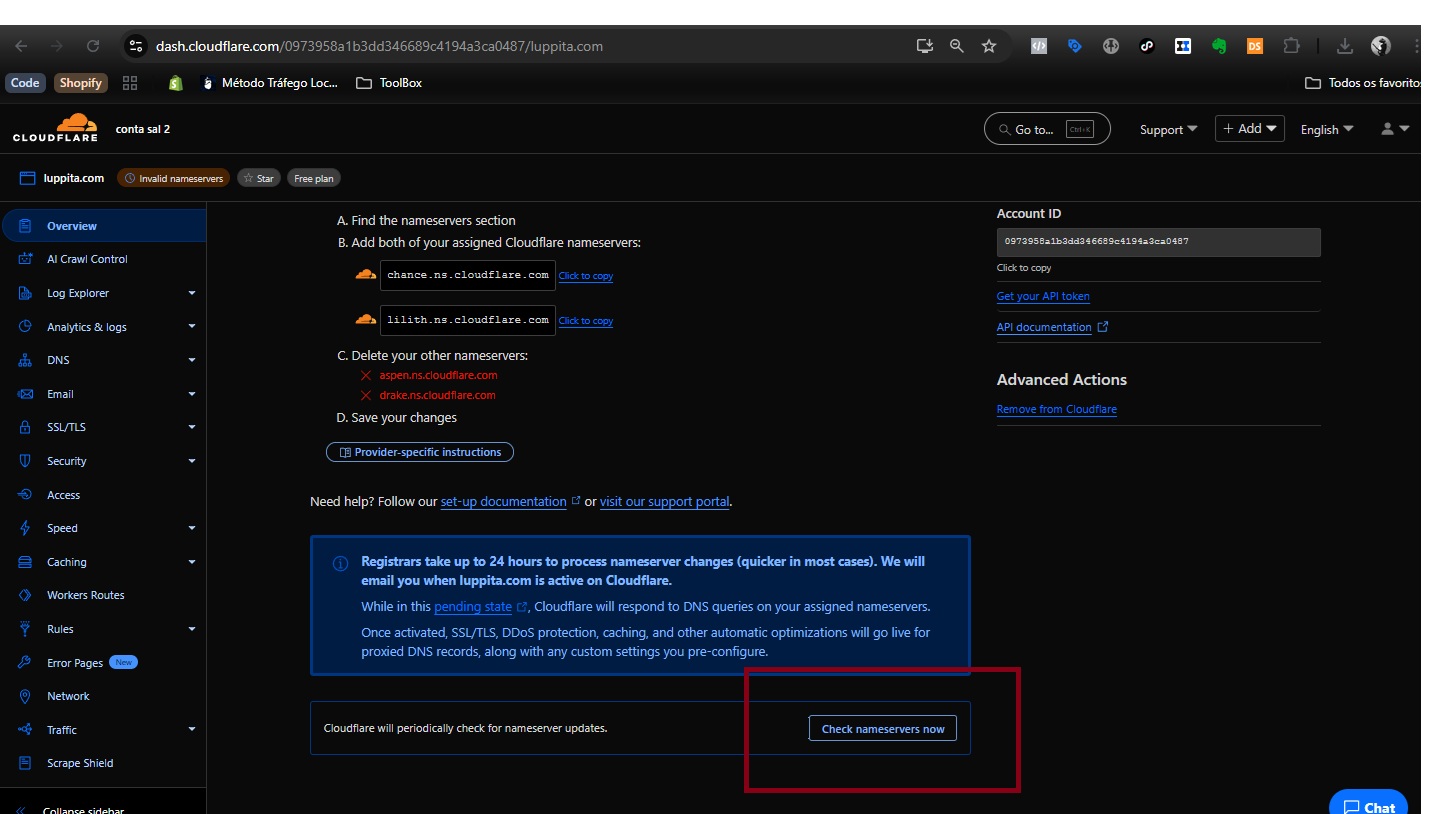 dash.cloudflare.com/0973958a1b3dd346689c4194a3ca0487/luppita.com
Code Shopify Método Tráfego Loc... ToolBox Todos os favoritos
CLOUDFLARE conta sal 2 Go to... Ctrl+K Support + Add English
luppita.com Invalid nameservers Star Free plan
Overview
AI Crawl Control
Log Explorer
Analytics & logs
DNS
Email
SSL/TLS
Security
Access
Speed
Caching
Workers Routes
Rules
Error Pages New
Network
Traffic
Scrape Shield
Collapse sidebar
A. Find the nameservers section
B. Add both of your assigned Cloudflare nameservers:
chance.ns.cloudflare.com Click to copy
lilith.ns.cloudflare.com Click to copy
C. Delete your other nameservers:
aspen.ns.cloudflare.com
drake.ns.cloudflare.com
D. Save your changes
Provider-specific instructions
Need help? Follow our set-up documentation or visit our support portal.
Registrars take up to 24 hours to process nameserver changes (quicker in most cases). We will
email you when luppita.com is active on Cloudflare.
While in this pending state, Cloudflare will respond to DNS queries on your assigned nameservers.
Once activated, SSL/TLS, DDoS protection, caching, and other automatic optimizations will go live for
proxied DNS records, along with any custom settings you pre-configure.
Cloudflare will periodically check for nameserver updates.
Check nameservers now
Account ID
0973958a1b3dd346689c4194a3ca0487
Click to copy
Get your API token
API documentation
Advanced Actions
Remove from Cloudflare
Chat